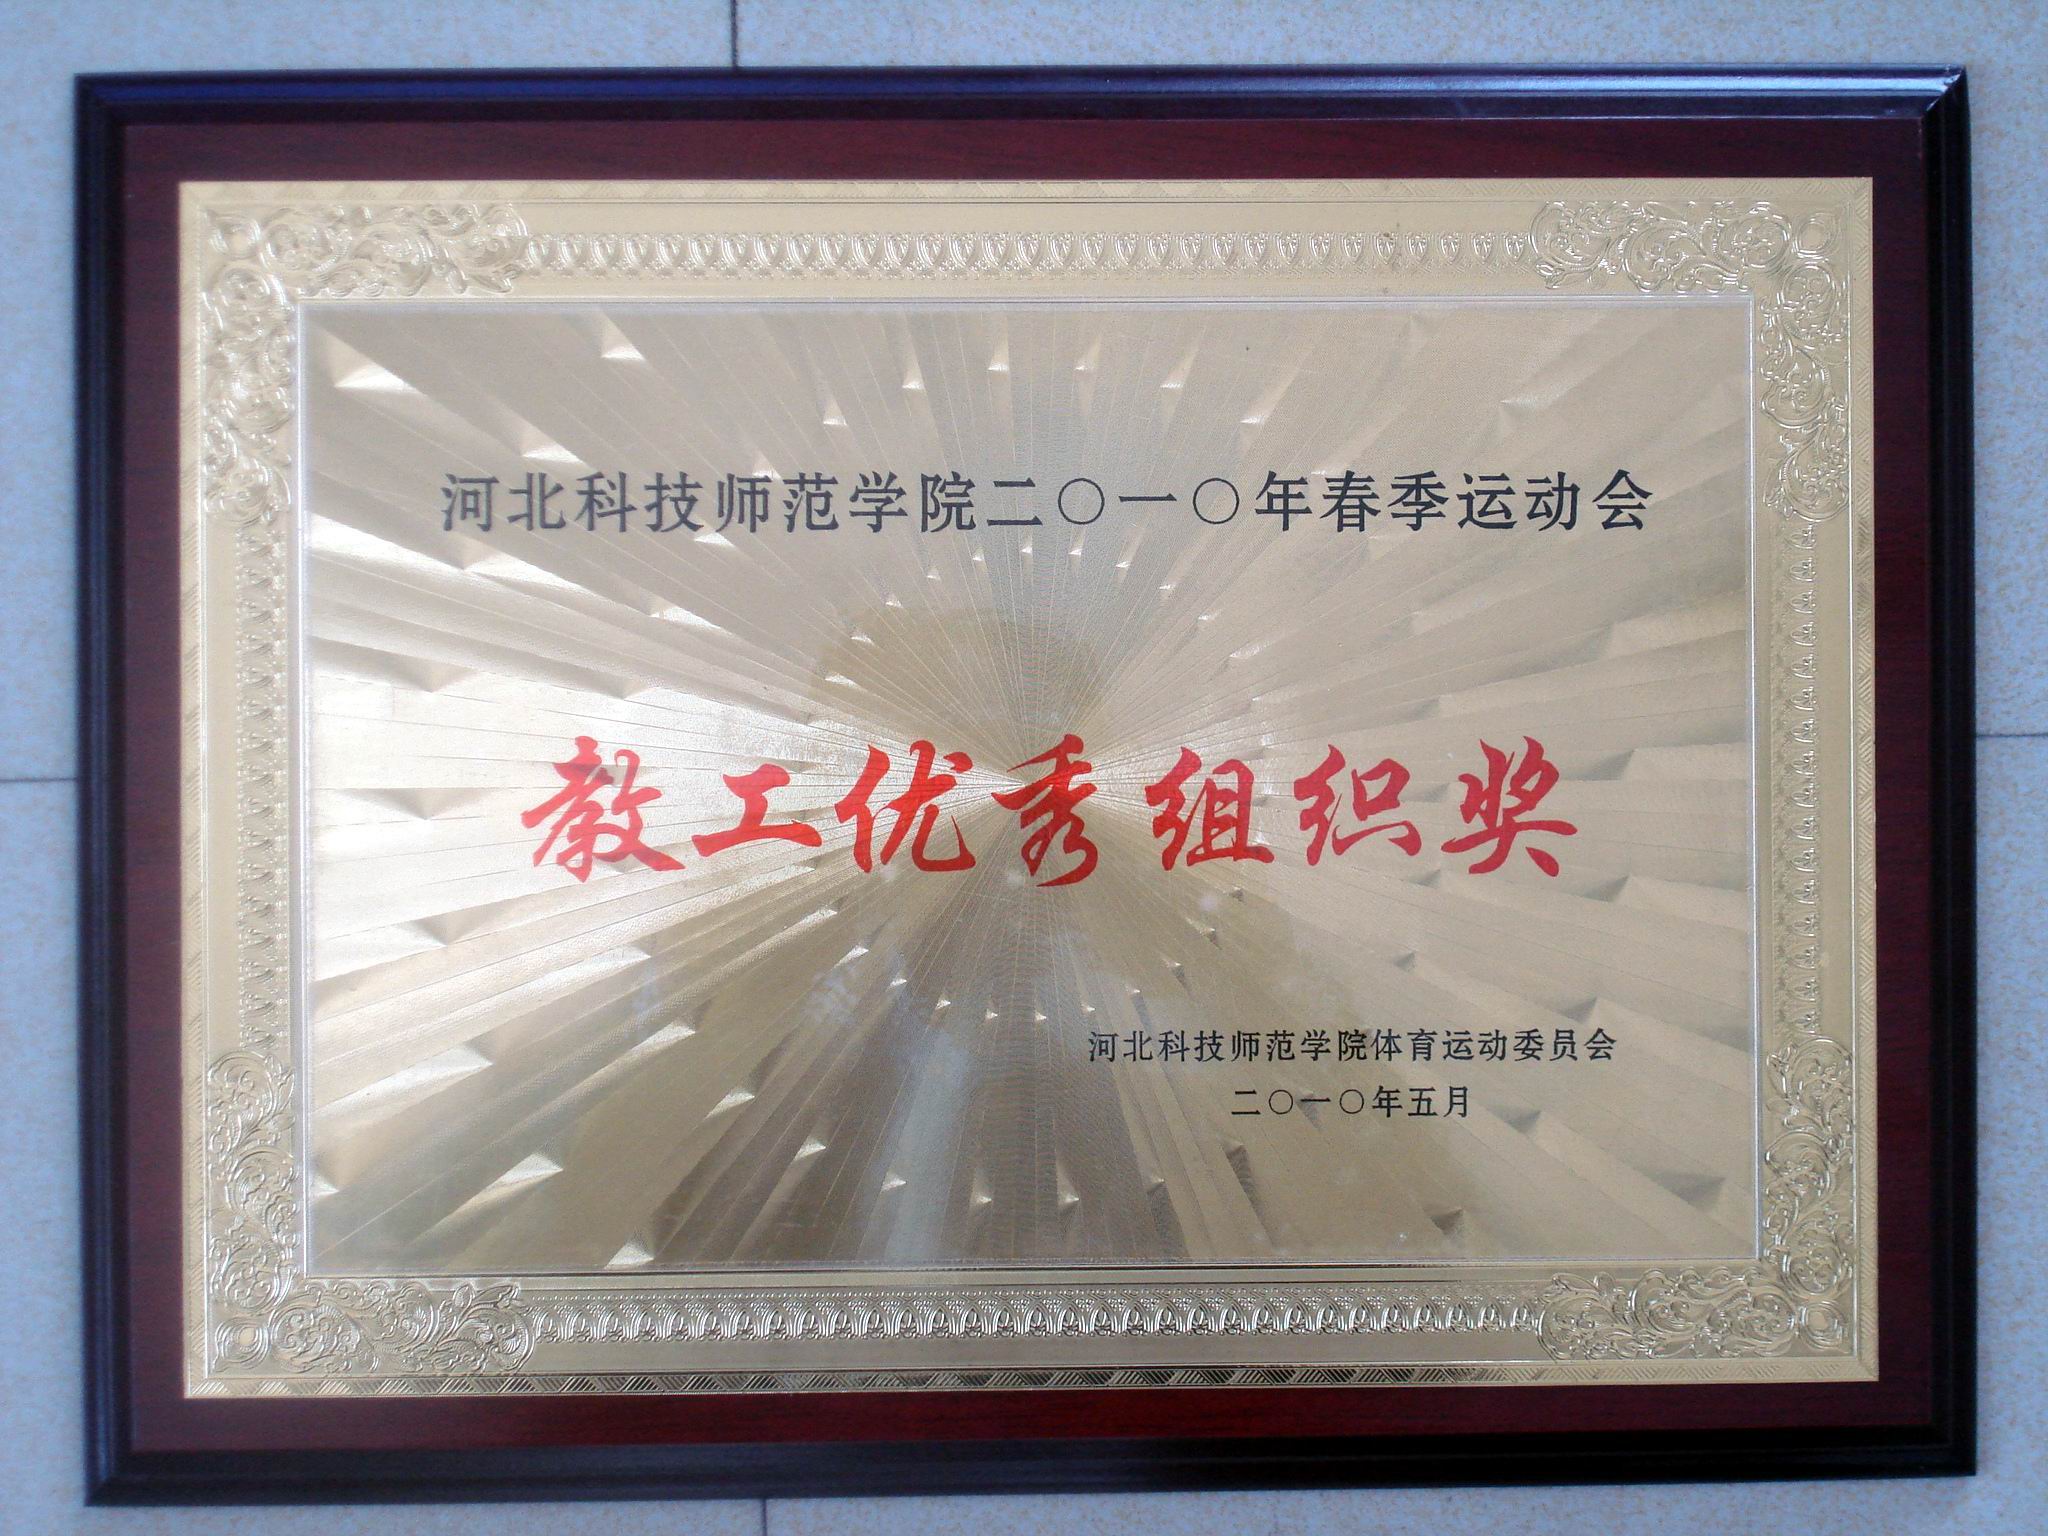 河北科技师范学院二〇一〇年春季运动会
教工优秀组织奖
河北科技师范学院体育运动委员会
二〇一〇年五月